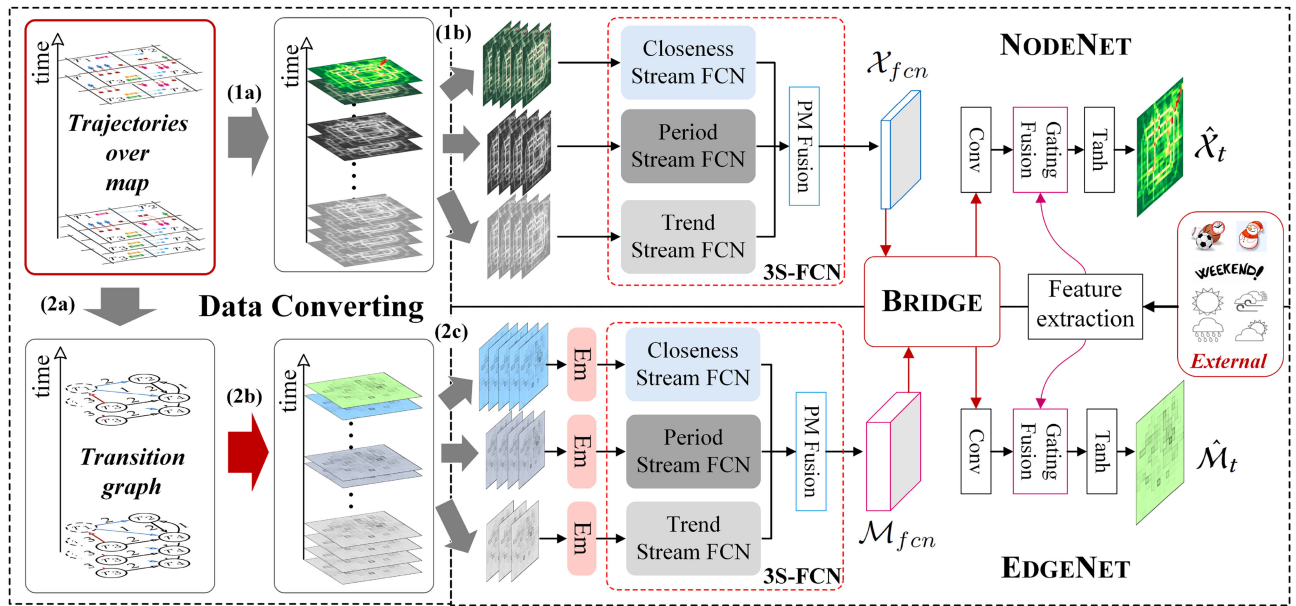 time
Trajectories
over
map
(1a)
time
(1b)
Closeness
Stream FCN
Period
Stream FCN
Trend
Stream FCN
PM Fusion
3S-FCN
𝒳_fcn
NODENET
Conv
Gating
Fusion
Tanh
𝒳̂_t
(2a)
Data Converting
BRIDGE
Feature
extraction
WEEKEND!
External
time
Transition
graph
(2b)
time
(2c)
Em
Em
Em
Closeness
Stream FCN
Period
Stream FCN
Trend
Stream FCN
PM Fusion
3S-FCN
ℳ_fcn
Conv
Gating
Fusion
Tanh
ℳ̂_t
EDGENET